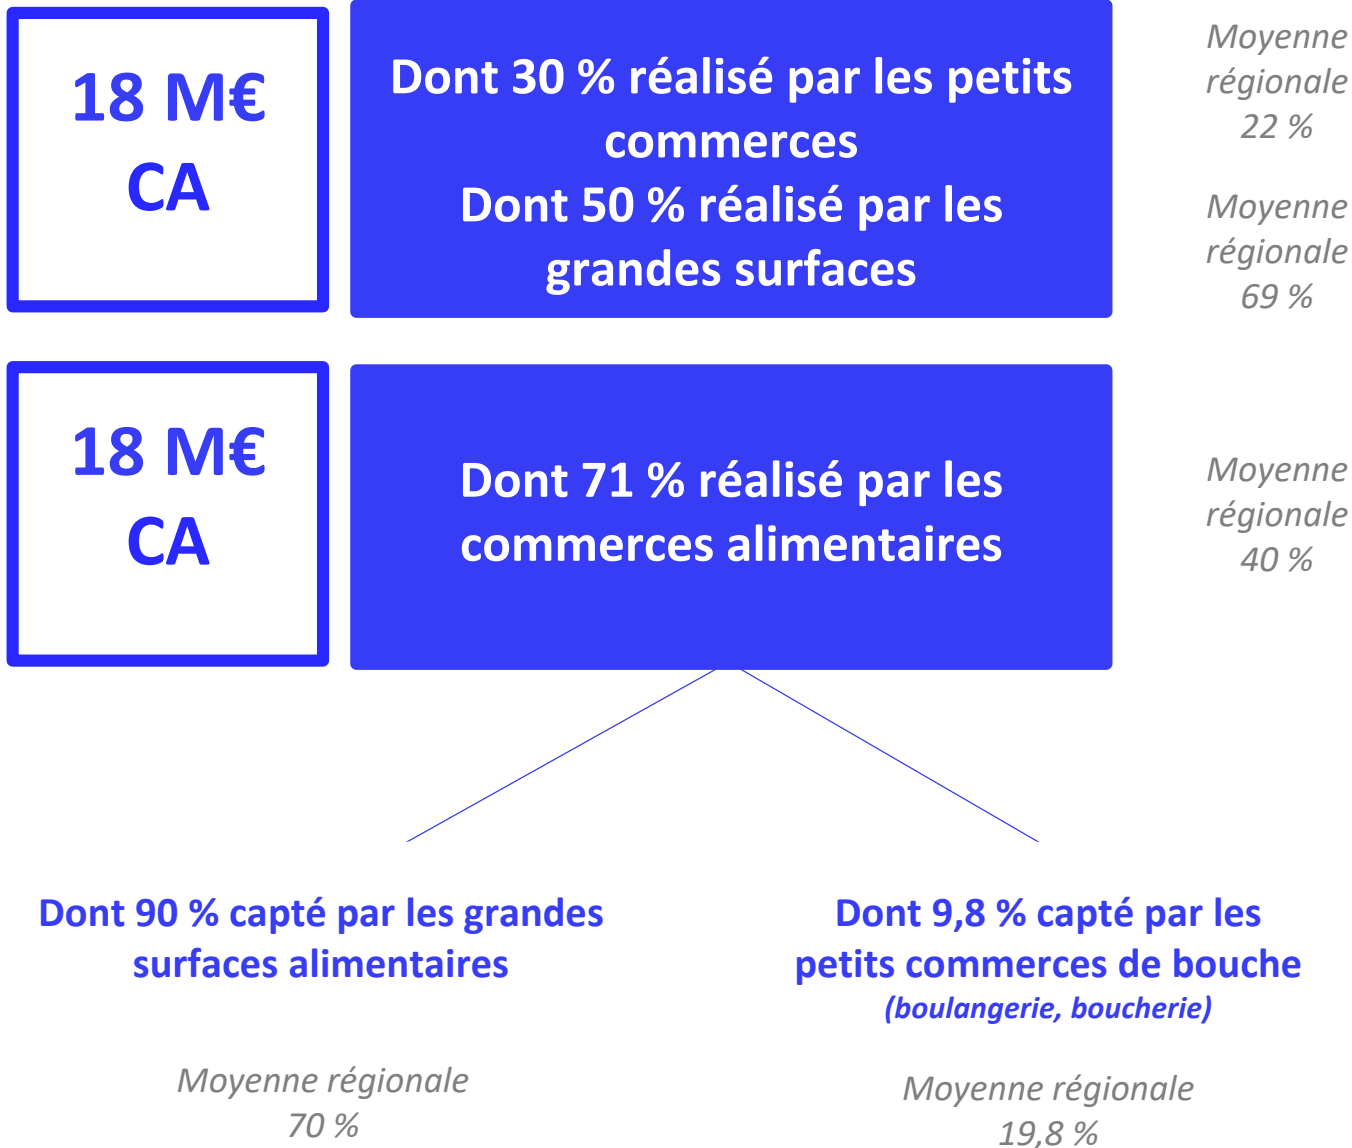 18 M€
CA
Dont 30 % réalisé par les petits
commerces
Dont 50 % réalisé par les
grandes surfaces
Moyenne
régionale
22 %
Moyenne
régionale
69 %
18 M€
CA
Dont 71 % réalisé par les
commerces alimentaires
Moyenne
régionale
40 %
Dont 90 % capté par les grandes
surfaces alimentaires
Moyenne régionale
70 %
Dont 9,8 % capté par les
petits commerces de bouche
(boulangerie, boucherie)
Moyenne régionale
19,8 %